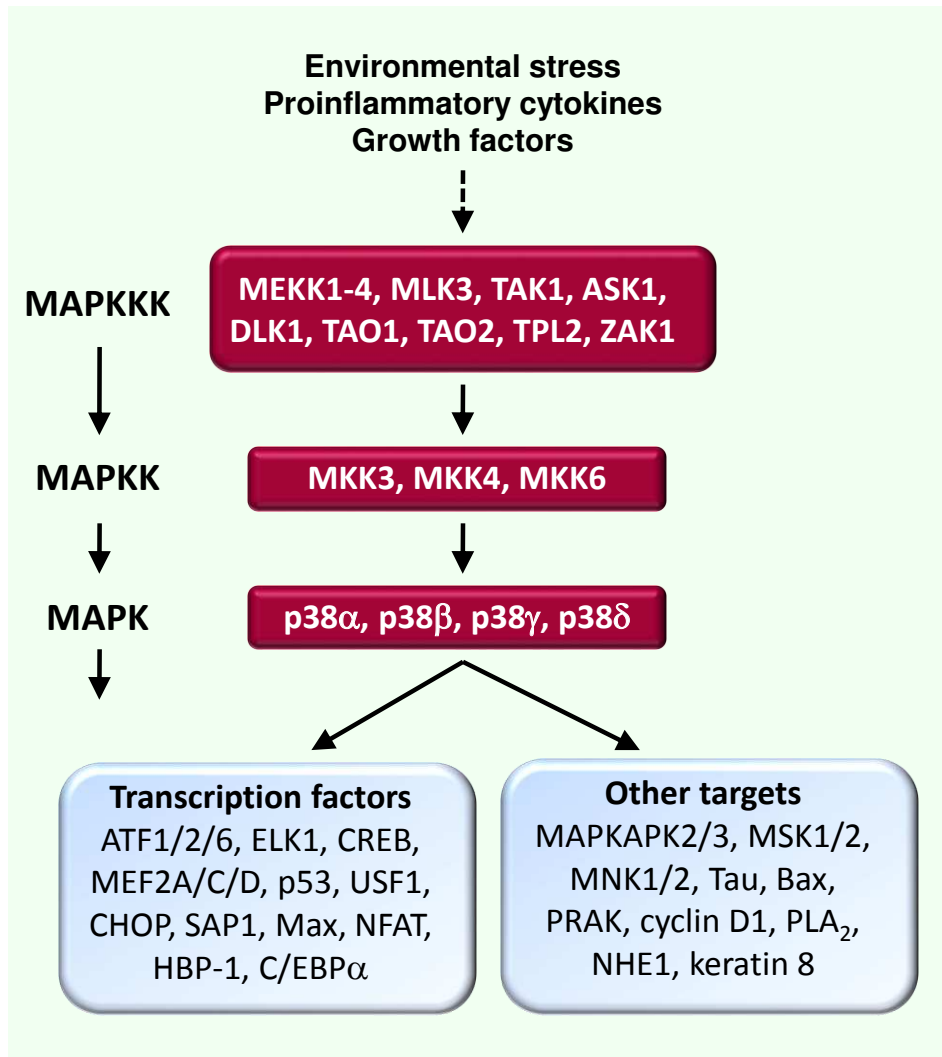 Environmental stress
Proinflammatory cytokines
Growth factors
MAPKKK
MEKK1-4, MLK3, TAK1, ASK1,
DLK1, TAO1, TAO2, TPL2, ZAK1
MAPKK
MKK3, MKK4, MKK6
MAPK
p38α, p38β, p38γ, p38δ
Transcription factors
ATF1/2/6, ELK1, CREB,
MEF2A/C/D, p53, USF1,
CHOP, SAP1, Max, NFAT,
HBP-1, C/EBPα
Other targets
MAPKAPK2/3, MSK1/2,
MNK1/2, Tau, Bax,
PRAK, cyclin D1, PLA₂,
NHE1, keratin 8